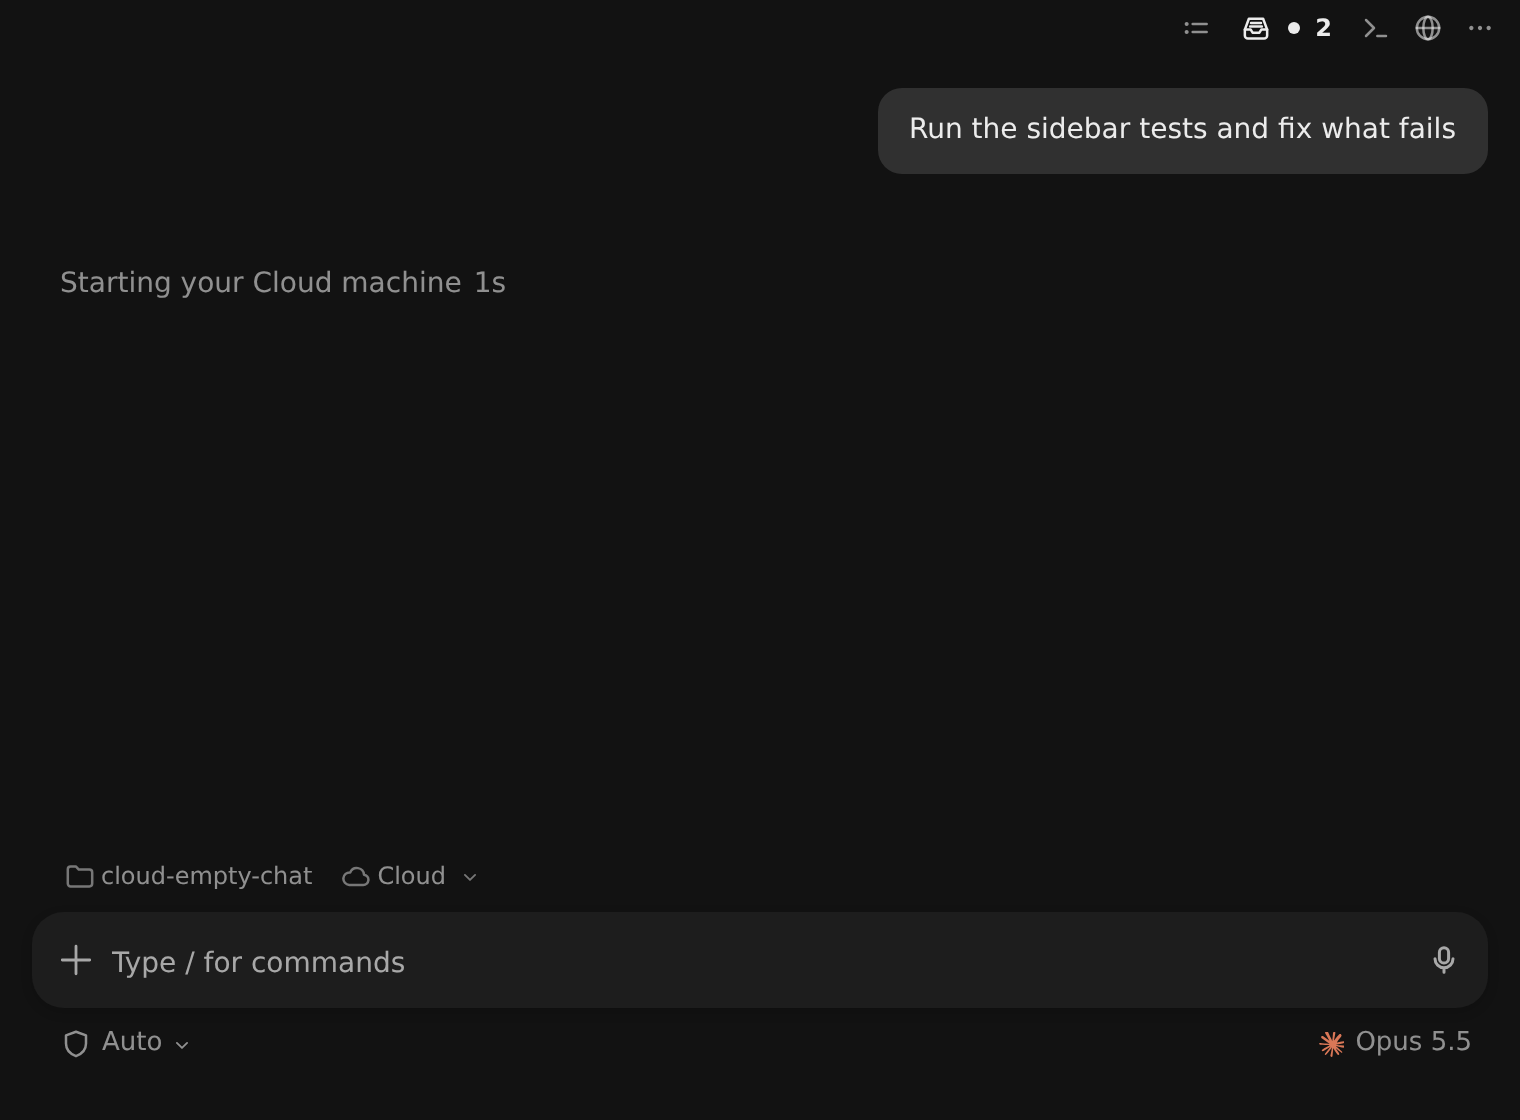 2
Run the sidebar tests and fix what fails
Starting your Cloud machine 1s
cloud-empty-chat Cloud
Type / for commands
Auto
Opus 5.5